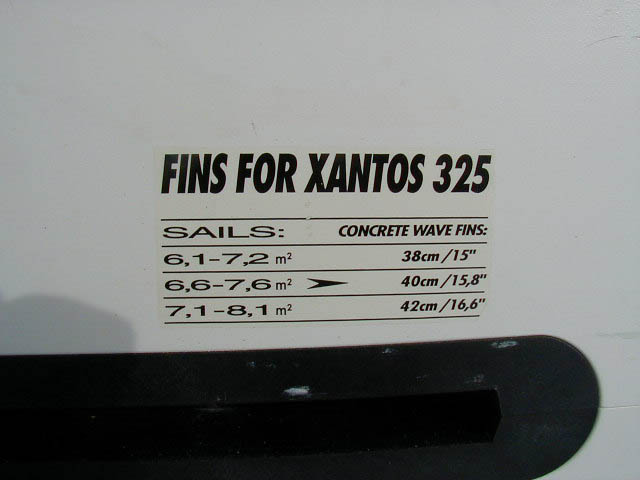 FINS FOR XANTOS 325
SAILS: CONCRETE WAVE FINS:
6,1-7,2 m² 38cm/15"
6,6-7,6 m² 40cm/15,8"
7,1-8,1 m² 42cm/16,6"